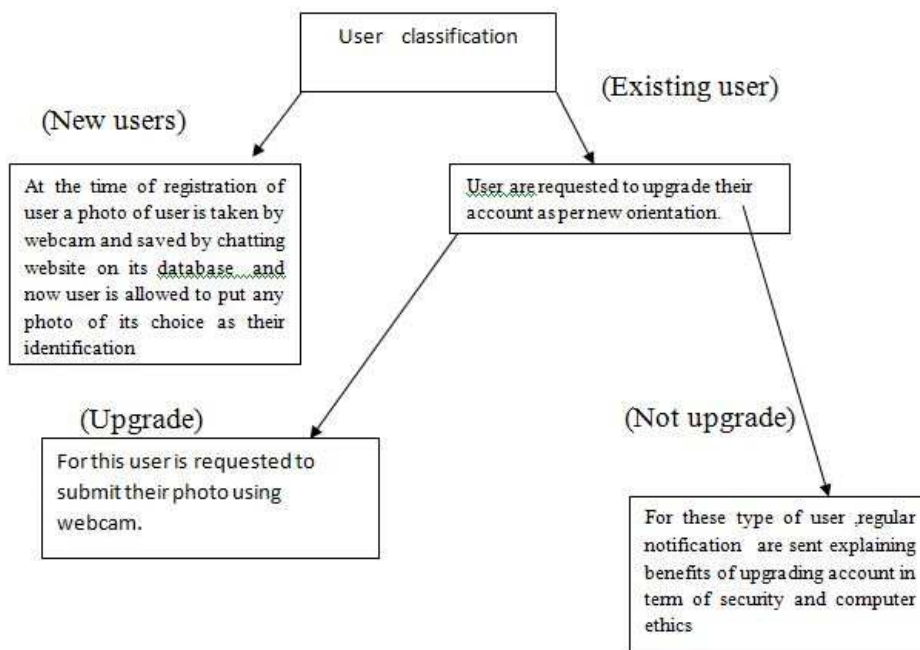 User classification
(Existing user)
(New users)
At the time of registration of
user a photo of user is taken by
webcam and saved by chatting
website on its database and
now user is allowed to put any
photo of its choice as their
identification
User are requested to upgrade their
account as per new orientation.
(Upgrade)
For this user is requested to
submit their photo using
webcam.
(Not upgrade)
For these type of user ,regular
notification are sent explaining
benefits of upgrading account in
term of security and computer
ethics